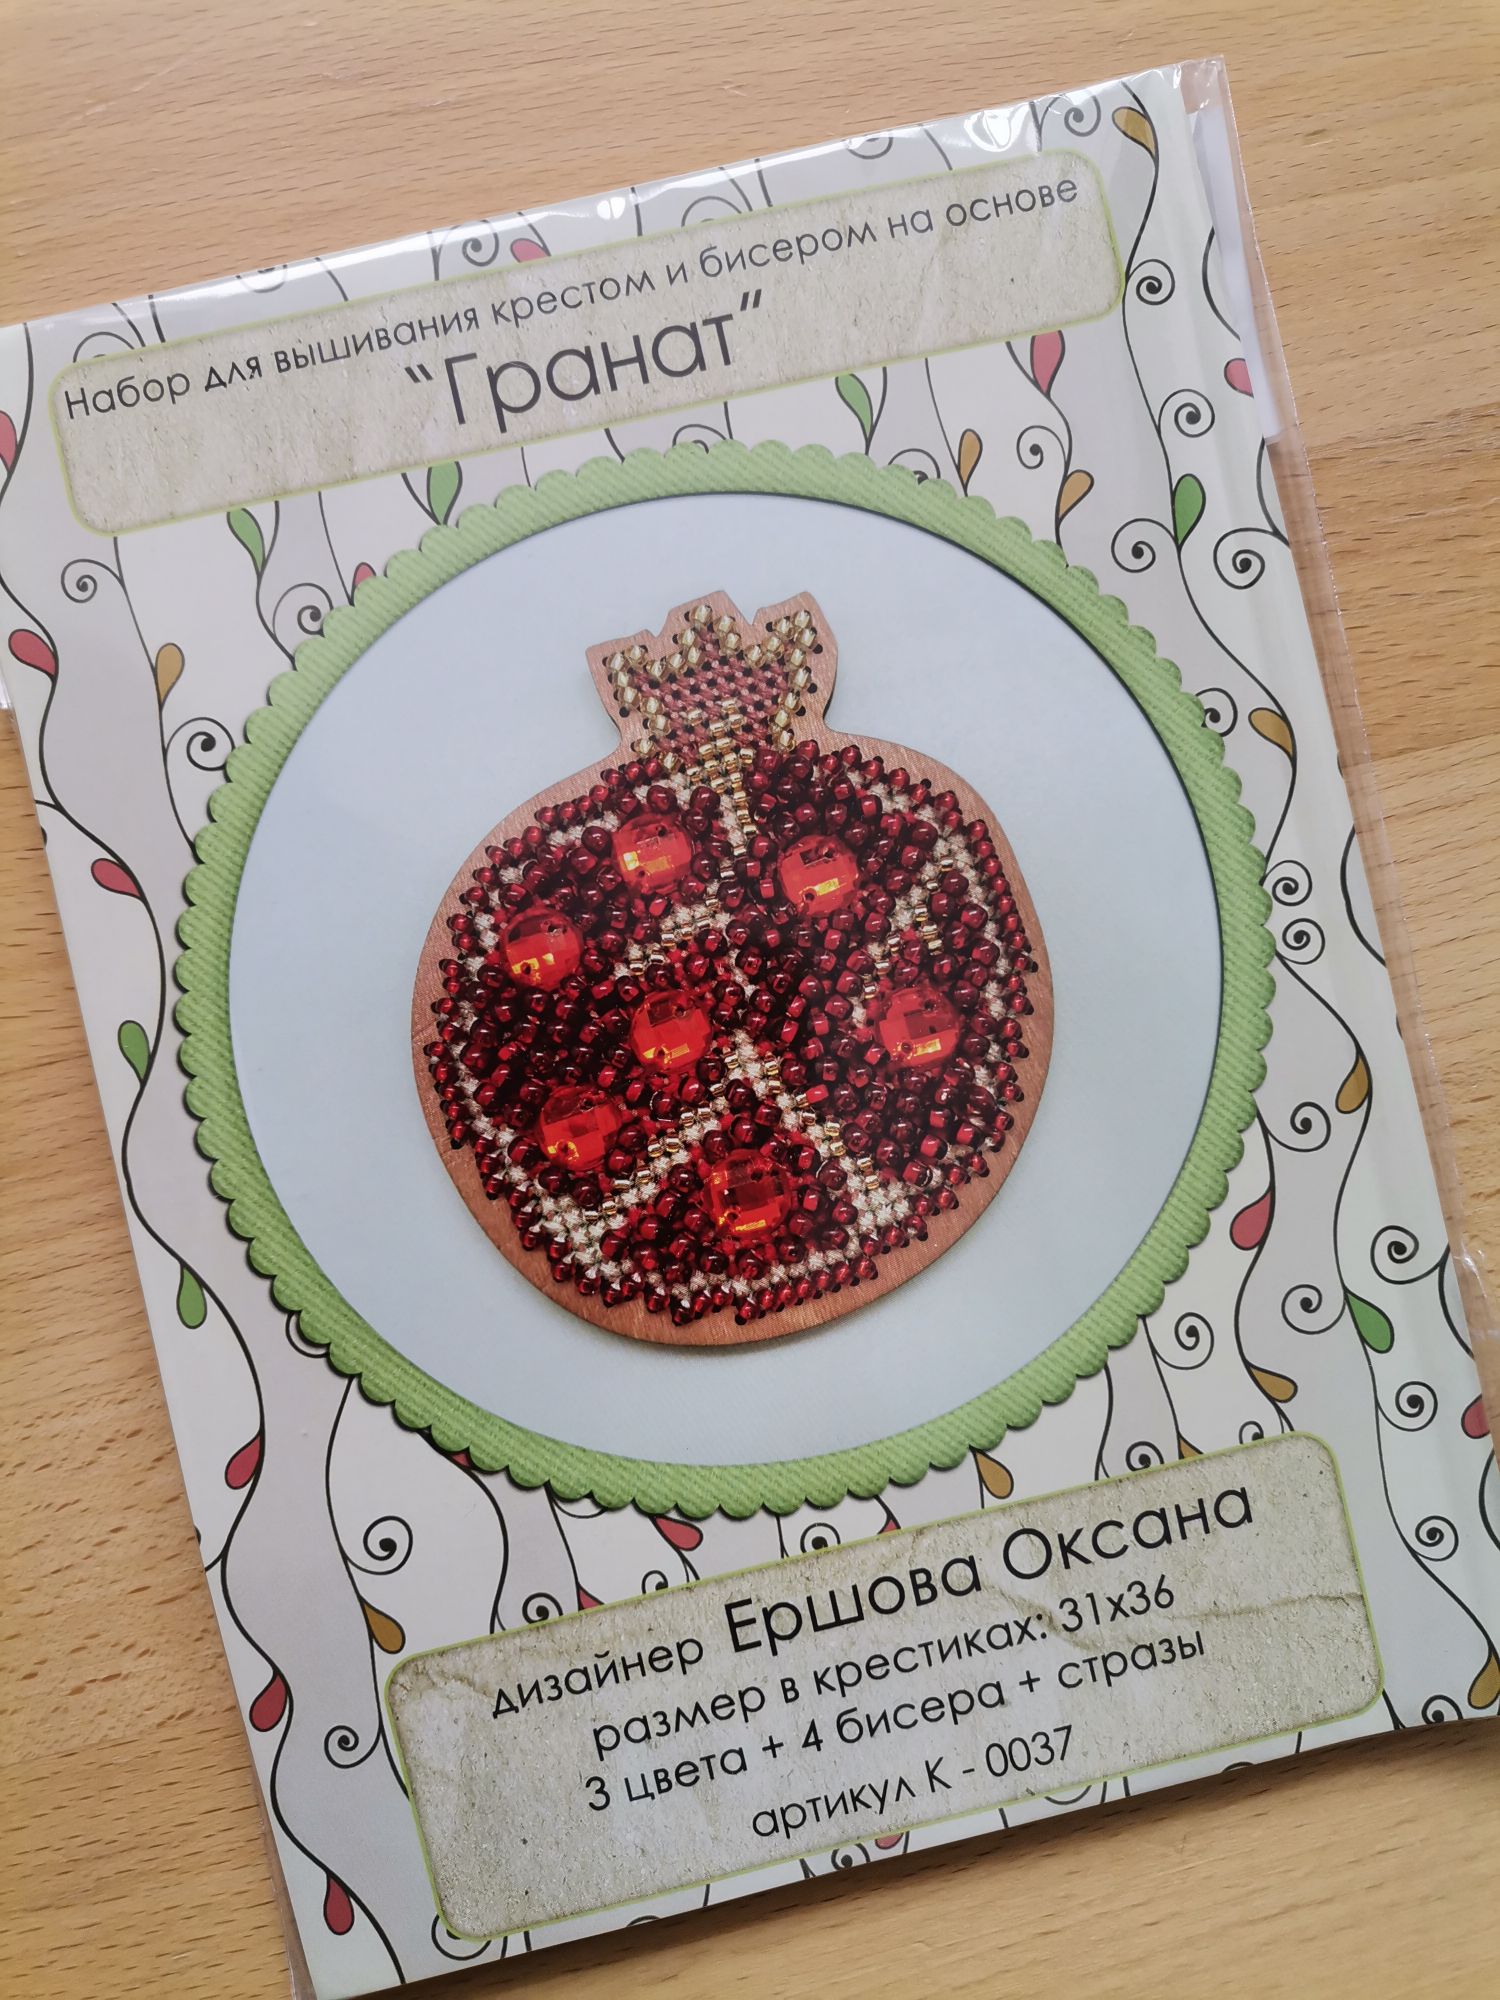 Набор для вышивания крестом и бисером на основе
"Гранат"
дизайнер Ершова Оксана
размер в крестиках: 31х36
3 цвета + 4 бисера + стразы
артикул К - 0037